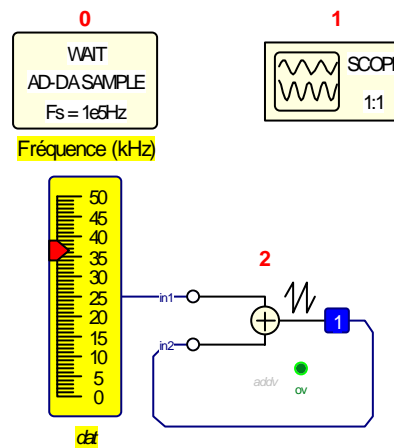 0
WAIT
AD-DA SAMPLE
Fs = 1e5Hz
1
SCOPE
1:1
Fréquence (kHz)
50
45
40
35
30
25
20
15
10
5
0
dat
2
in1
in2
1
addv
ov